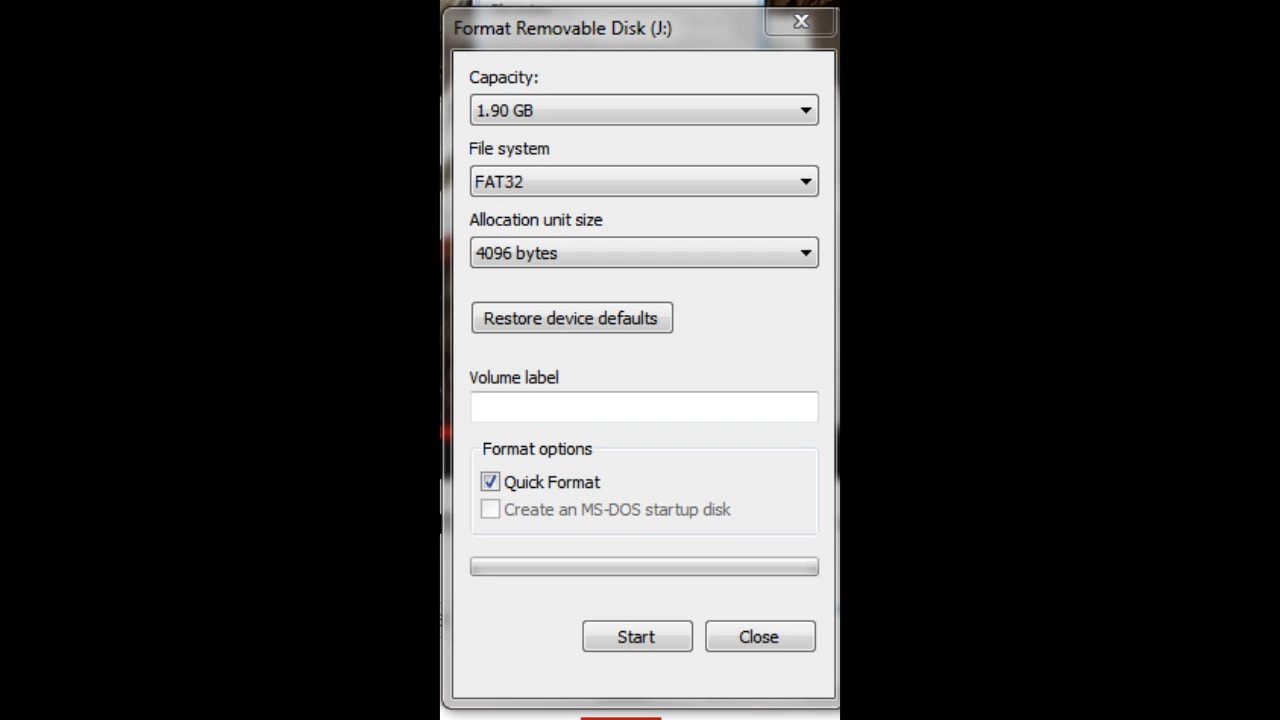 Format Removable Disk (J:)
Capacity:
1.90 GB
File system
FAT32
Allocation unit size
4096 bytes
Restore device defaults
Volume label
Format options
Quick Format
Create an MS-DOS startup disk
Start
Close